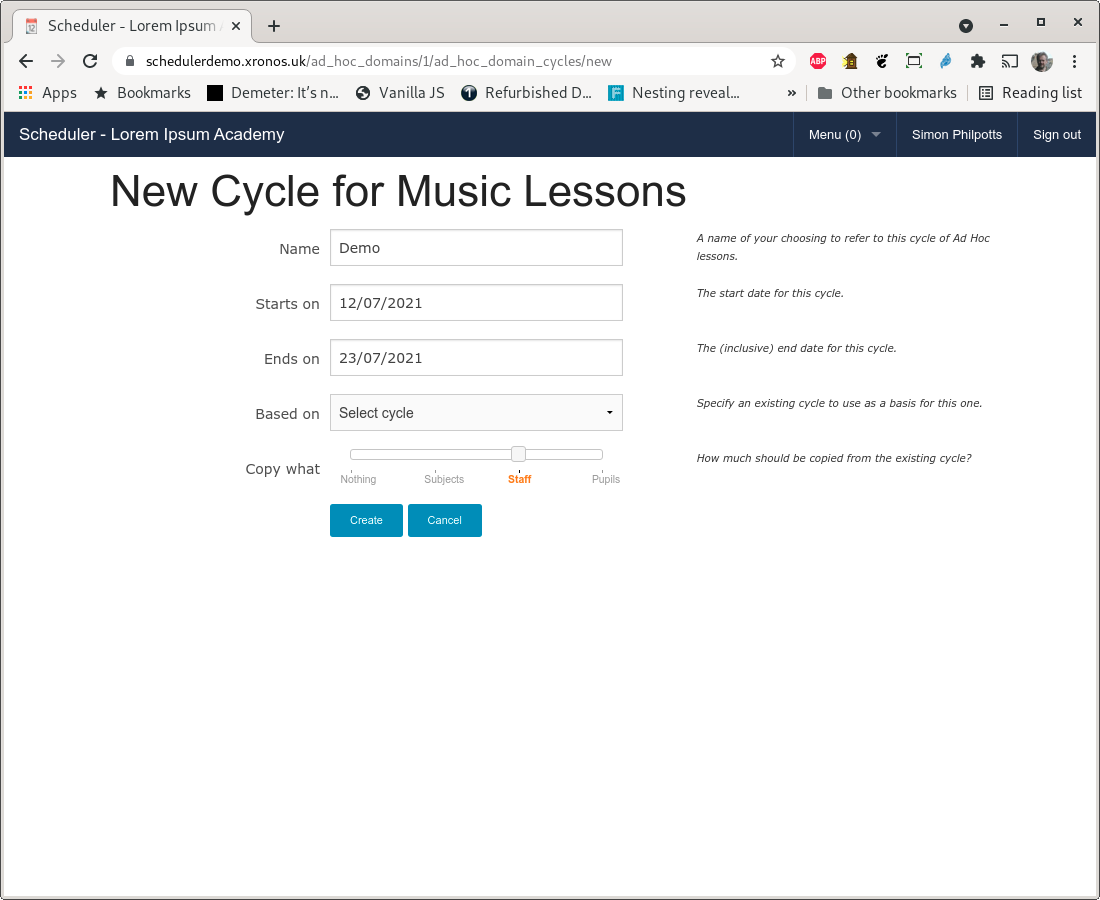 Scheduler - Lorem Ipsum
schedulerdemo.xronos.uk/ad_hoc_domains/1/ad_hoc_domain_cycles/new
ABP
Apps Bookmarks Demeter: It’s n... Vanilla JS Refurbished D... Nesting reveal... » Other bookmarks Reading list
Scheduler - Lorem Ipsum Academy Menu (0) Simon Philpotts Sign out
New Cycle for Music Lessons
Name Demo A name of your choosing to refer to this cycle of Ad Hoc
lessons.
Starts on 12/07/2021 The start date for this cycle.
Ends on 23/07/2021 The (inclusive) end date for this cycle.
Based on Select cycle Specify an existing cycle to use as a basis for this one.
Copy what How much should be copied from the existing cycle?
Nothing Subjects Staff Pupils
Create Cancel